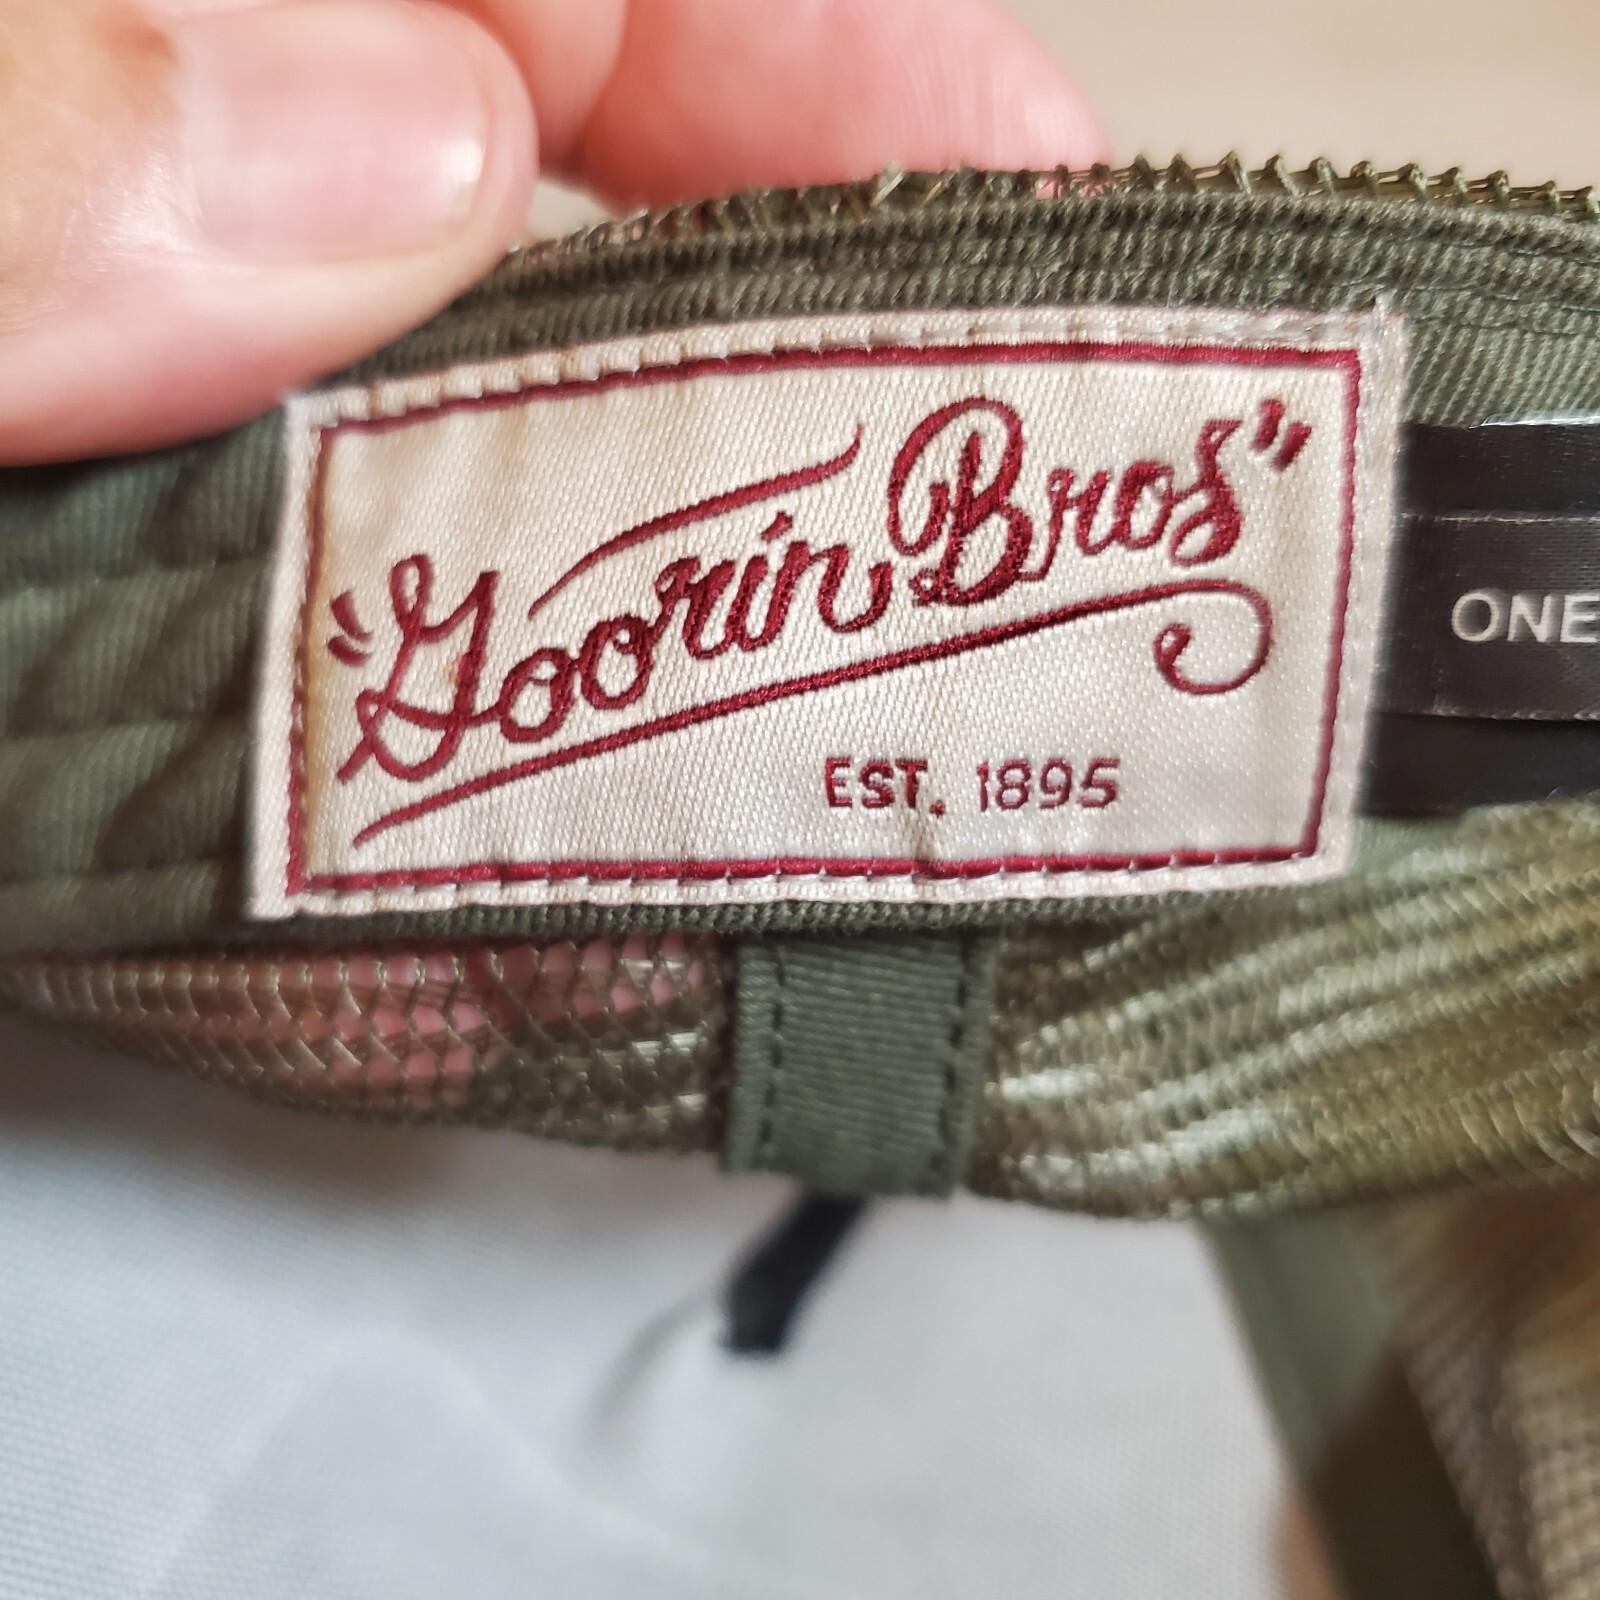 "Goorin Bros"
EST. 1895
ONE